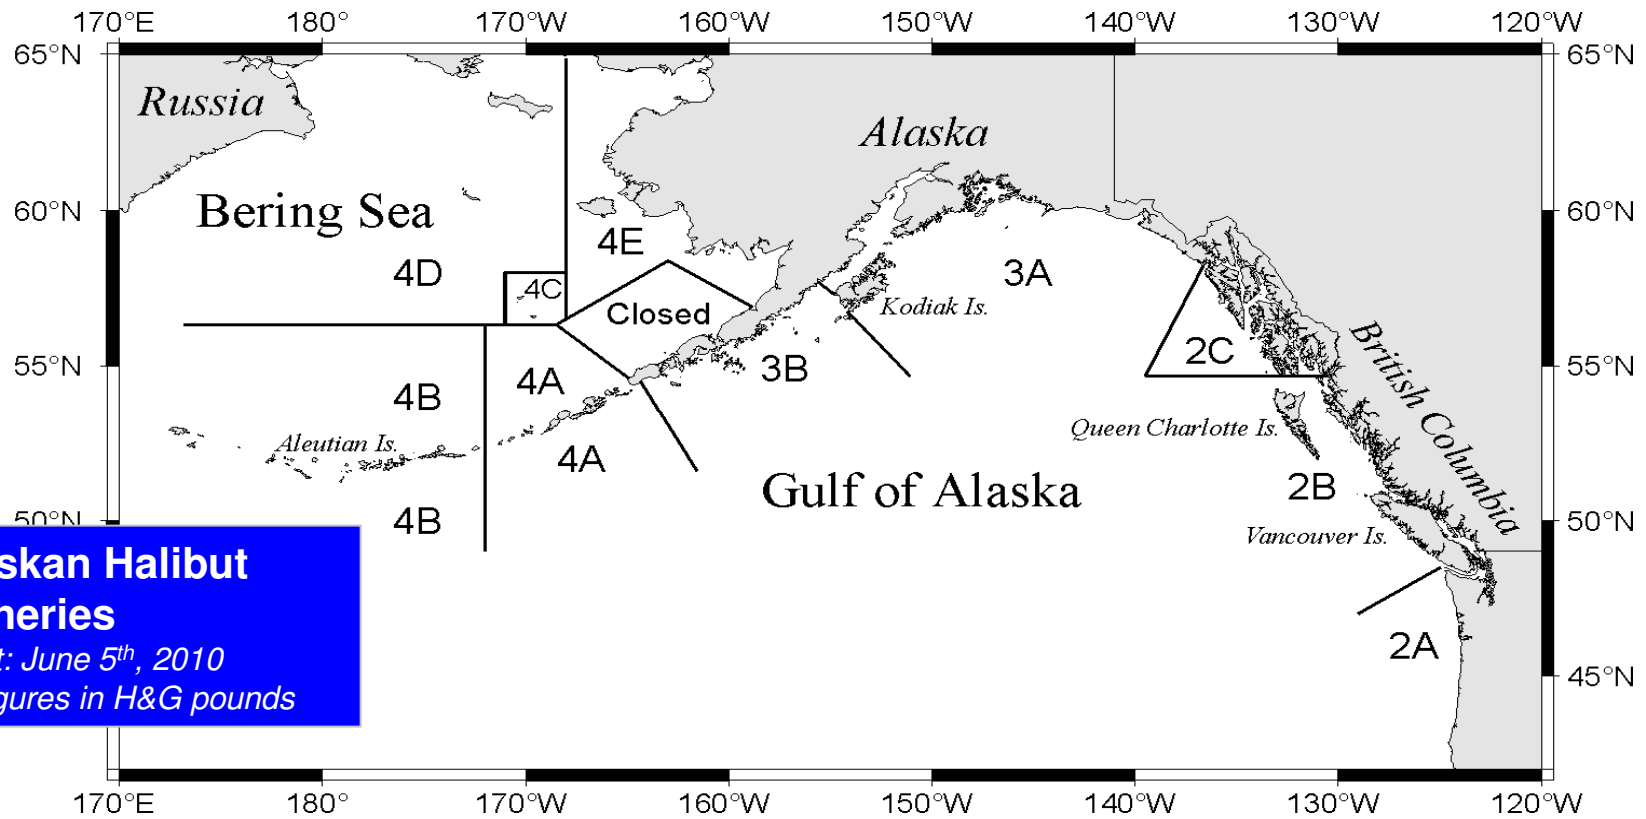 170°E 180° 170°W 160°W 150°W 140°W 130°W 120°W
65°N 65°N
Russia
Alaska
Bering Sea
60°N 60°N
4E
4D
4C
3A
Closed
Kodiak Is.
2C
British Columbia
55°N 55°N
3B
4A
4B
Queen Charlotte Is.
Aleutian Is.
4A
Gulf of Alaska
2B
4B
50°N 50°N
Vancouver Is.
skan Halibut
neries
t: June 5th, 2010
gures in H&G pounds
2A
45°N
170°E 180° 170°W 160°W 150°W 140°W 130°W 120°W